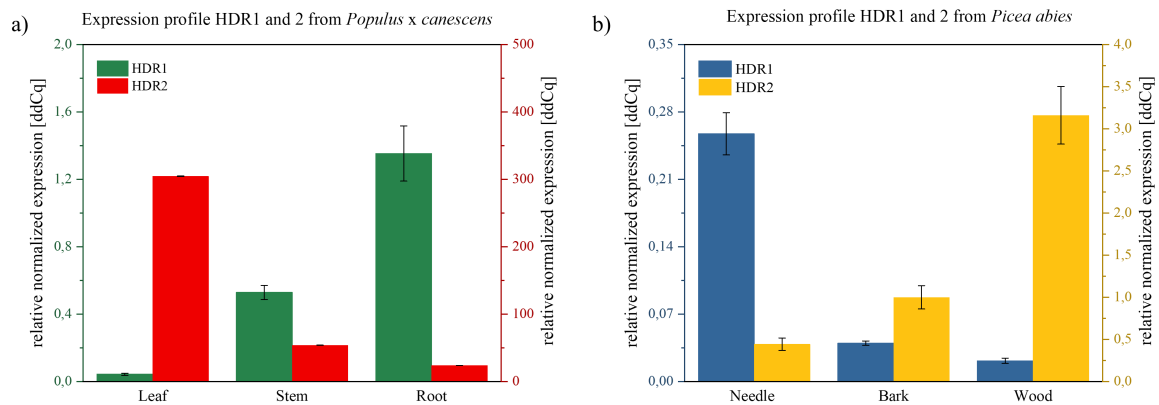 Expression profile HDR1 and 2 from Populus x canescens
a)
2,0
1,6
1,2
0,8
0,4
0,0
relative normalized expression [ddCq]
HDR1
HDR2
500
400
300
200
100
0
relative normalized expression [ddCq]
Leaf Stem Root
Expression profile HDR1 and 2 from Picea abies
b)
0,35
0,28
0,21
0,14
0,07
0,00
relative normalized expression [ddCq]
HDR1
HDR2
4,0
3,5
3,0
2,5
2,0
1,5
1,0
0,5
0,0
relative normalized expression [ddCq]
Needle Bark Wood